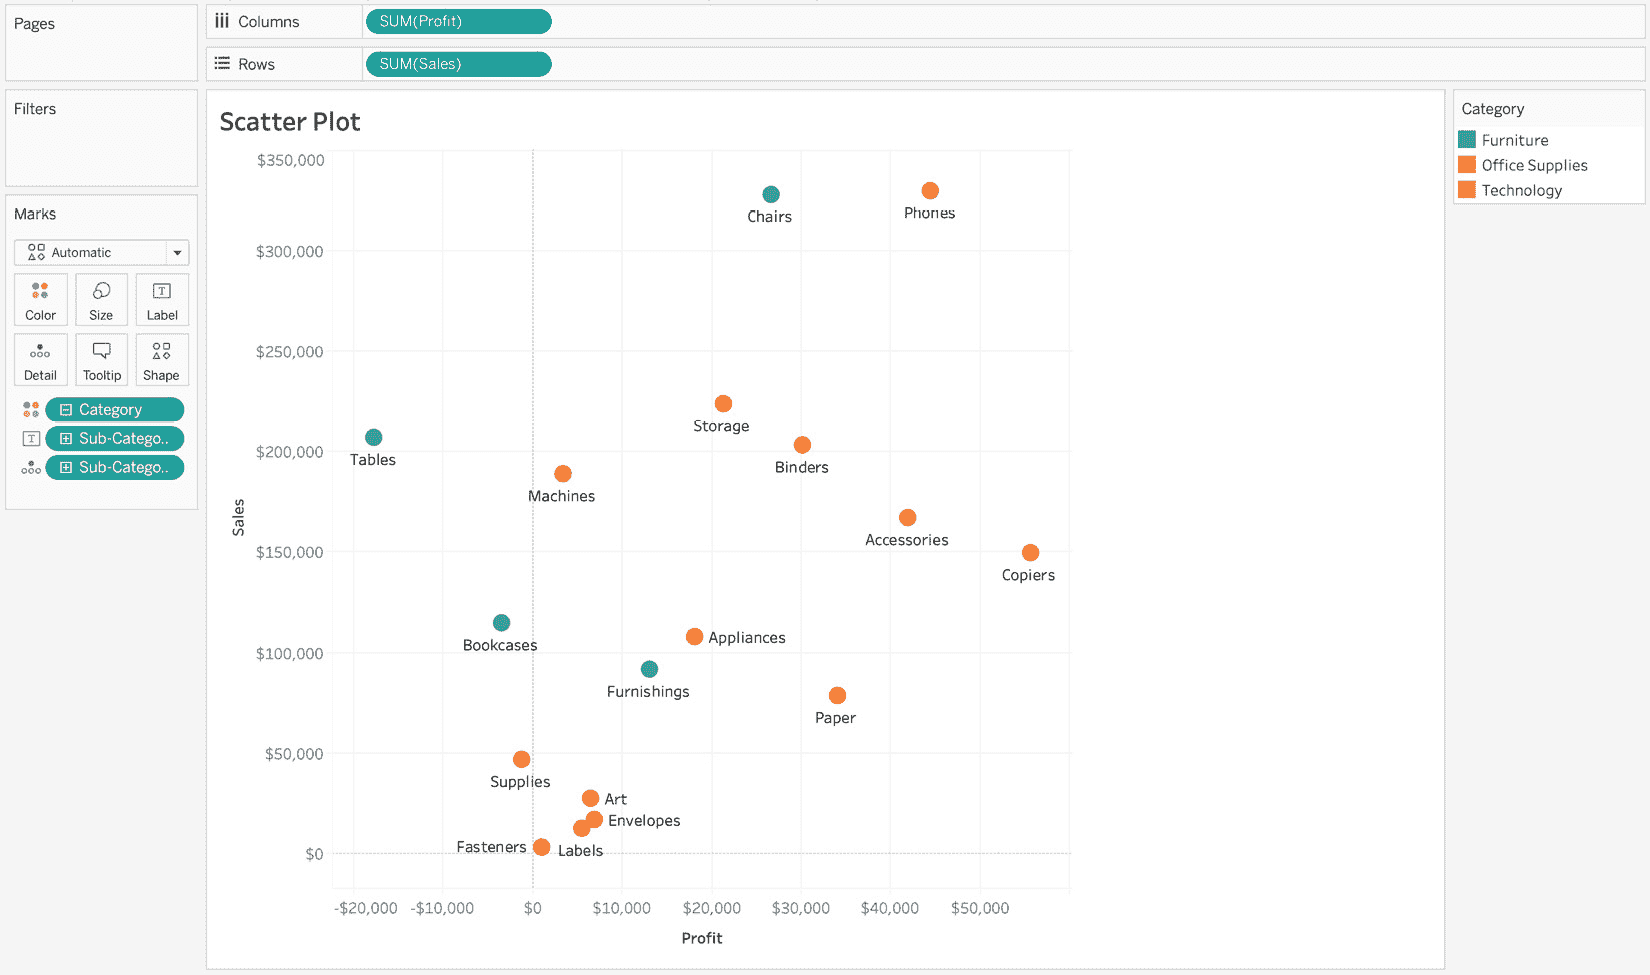 Pages
Columns
SUM(Profit)
Rows
SUM(Sales)
Filters
Marks
Automatic
Color
Size
Label
Detail
Tooltip
Shape
Category
Sub-Catego..
Sub-Catego..
Scatter Plot
$350,000
$300,000
$250,000
$200,000
$150,000
$100,000
$50,000
$0
Sales
Chairs
Phones
Storage
Binders
Tables
Machines
Accessories
Copiers
Bookcases
Appliances
Furnishings
Paper
Supplies
Art
Envelopes
Fasteners
Labels
-$20,000
-$10,000
$0
$10,000
$20,000
$30,000
$40,000
$50,000
Profit
Category
Furniture
Office Supplies
Technology